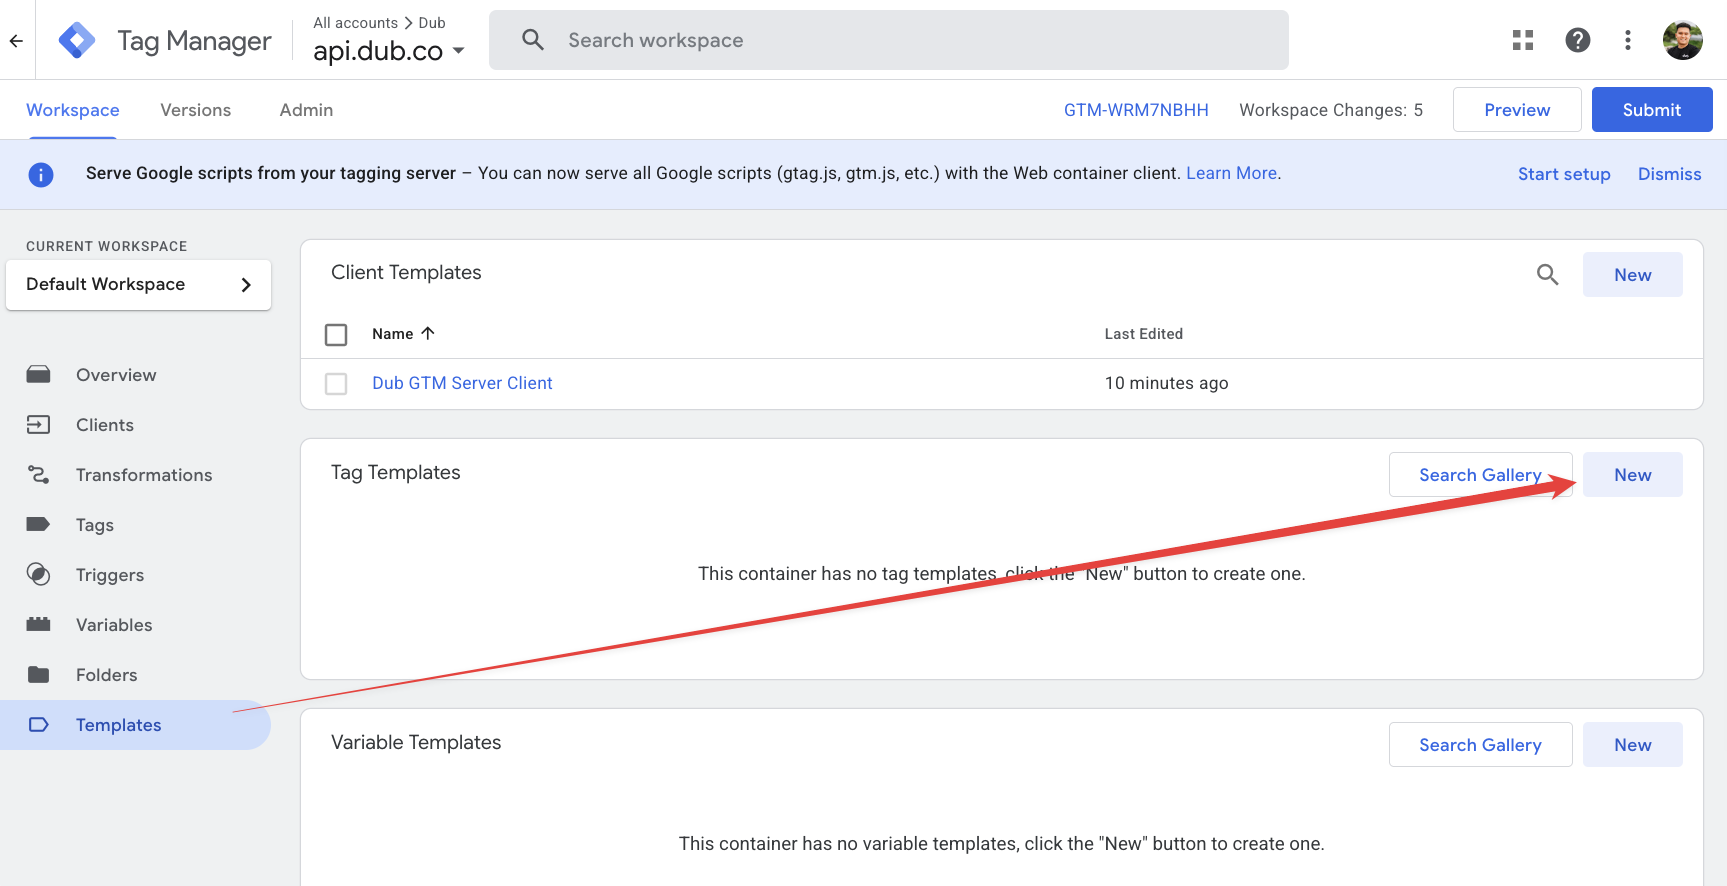 All accounts > Dub
Tag Manager
api.dub.co
Search workspace
Workspace
Versions
Admin
GTM-WRM7NBHH
Workspace Changes: 5
Preview
Submit
Serve Google scripts from your tagging server – You can now serve all Google scripts (gtag.js, gtm.js, etc.) with the Web container client. Learn More.
Start setup
Dismiss
CURRENT WORKSPACE
Default Workspace
Overview
Clients
Transformations
Tags
Triggers
Variables
Folders
Templates
Client Templates
New
Name
Last Edited
Dub GTM Server Client
10 minutes ago
Tag Templates
Search Gallery
New
This container has no tag templates, click the "New" button to create one.
Variable Templates
Search Gallery
New
This container has no variable templates, click the "New" button to create one.